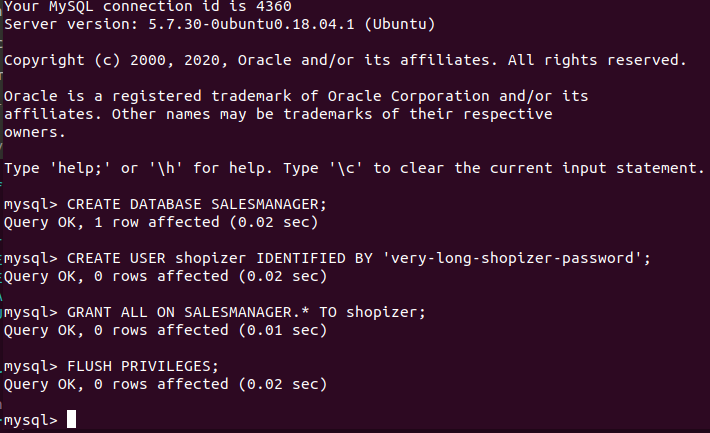 Your MySQL connection id is 4360
Server version: 5.7.30-0ubuntu0.18.04.1 (Ubuntu)
Copyright (c) 2000, 2020, Oracle and/or its affiliates. All rights reserved.
Oracle is a registered trademark of Oracle Corporation and/or its
affiliates. Other names may be trademarks of their respective
owners.
Type 'help;' or '\h' for help. Type '\c' to clear the current input statement.
mysql> CREATE DATABASE SALESMANAGER;
Query OK, 1 row affected (0.02 sec)
mysql> CREATE USER shopizer IDENTIFIED BY 'very-long-shopizer-password';
Query OK, 0 rows affected (0.02 sec)
mysql> GRANT ALL ON SALESMANAGER.* TO shopizer;
Query OK, 0 rows affected (0.01 sec)
mysql> FLUSH PRIVILEGES;
Query OK, 0 rows affected (0.02 sec)
mysql>